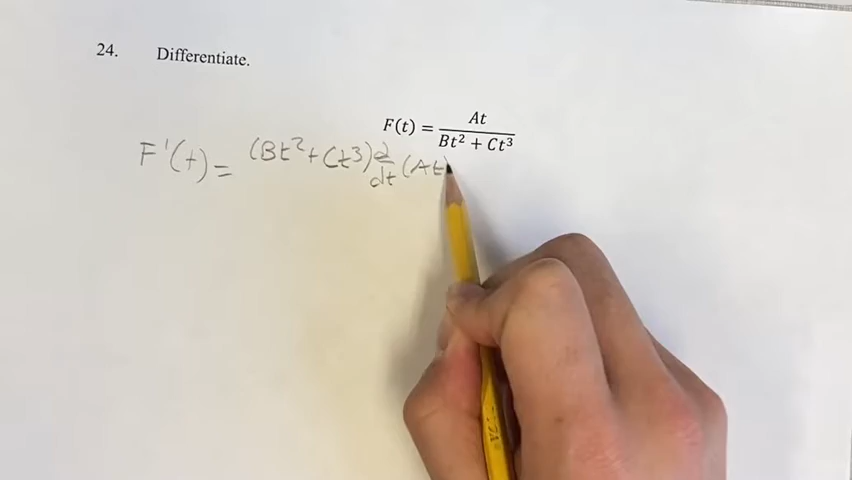 24. Differentiate.
F(t) = At / Bt² + Ct³
F'(t) = (Bt² + Ct³) d/dt (At)